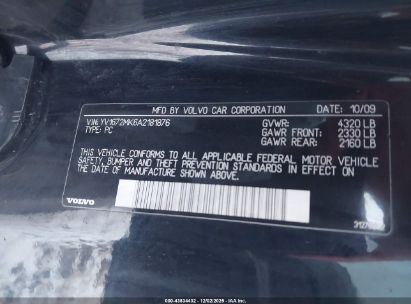 MFD. BY VOLVO CAR CORPORATION DATE: 10/09
VIN: YV1672MK6A2181876 GVWR: 4320 LB
TYPE: PC GAWR FRONT: 2330 LB
GAWR REAR: 2160 LB
THIS VEHICLE CONFORMS TO ALL APPLICABLE FEDERAL MOTOR VEHICLE
SAFETY, BUMPER AND THEFT PREVENTION STANDARDS IN EFFECT ON
THE DATE OF MANUFACTURE SHOWN ABOVE.
VOLVO